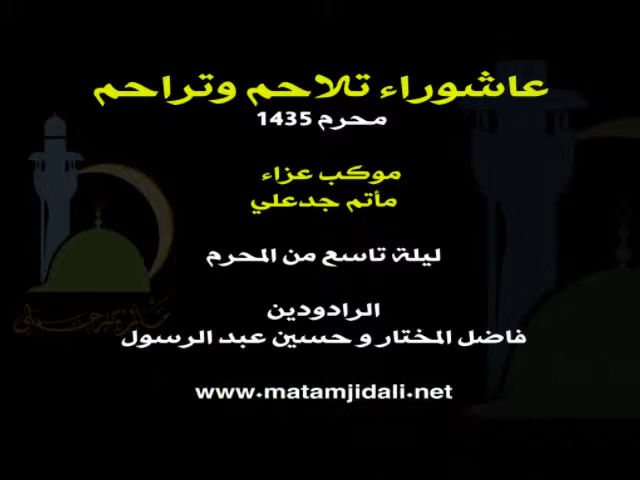 عاشوراء تلاحم وتراحم
محرم 1435
موكب عزاء
مأتم جدعلي
ليلة تاسع من المحرم
الرادودين
فاضل المختار و حسين عبد الرسول
www.matamjidali.net